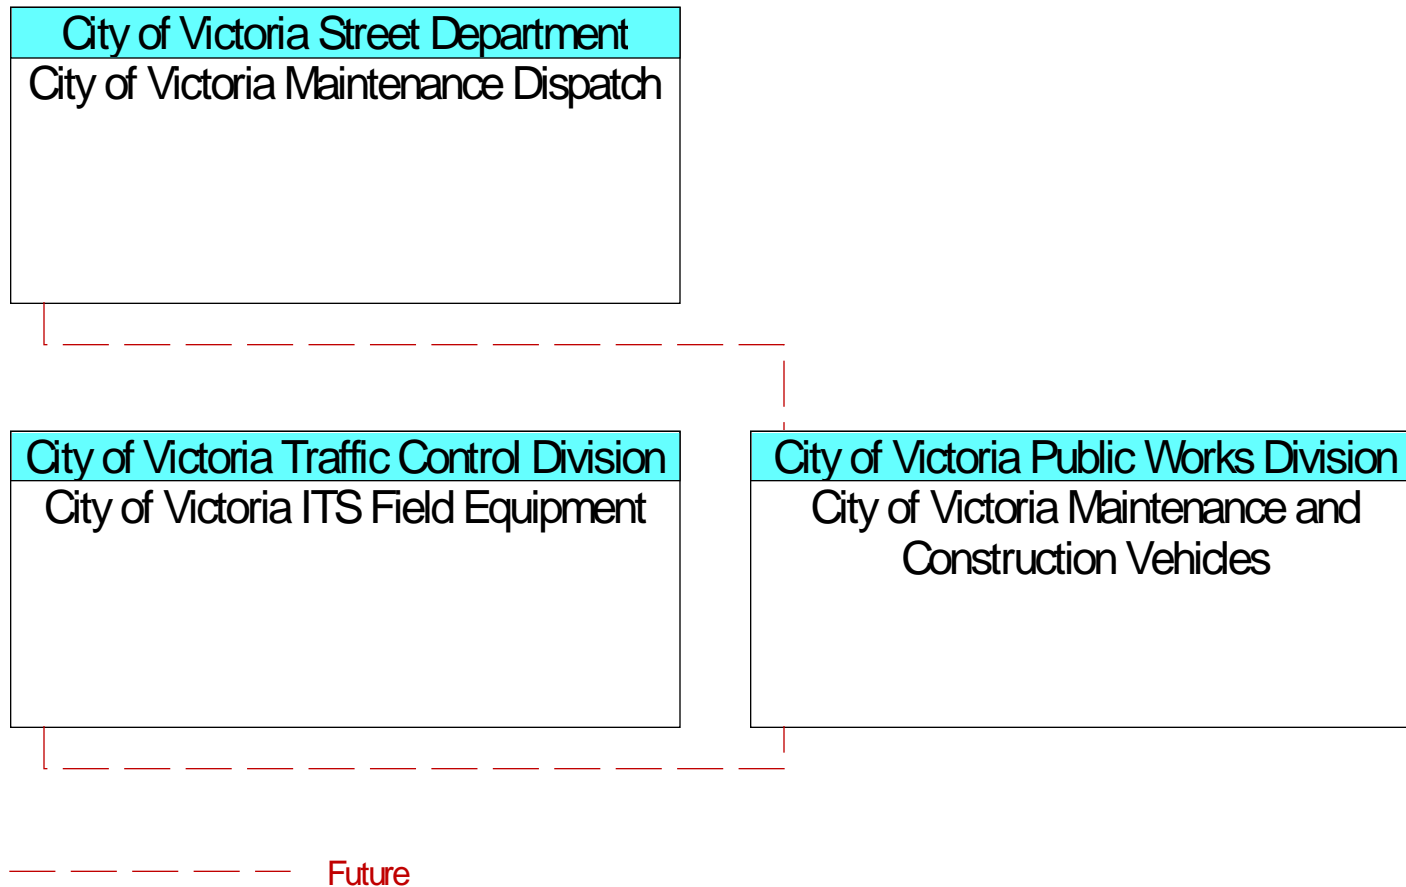 City of Victoria Street Department
City of Victoria Maintenance Dispatch
City of Victoria Traffic Control Division
City of Victoria ITS Field Equipment
City of Victoria Public Works Division
City of Victoria Maintenance and
Construction Vehicles
Future